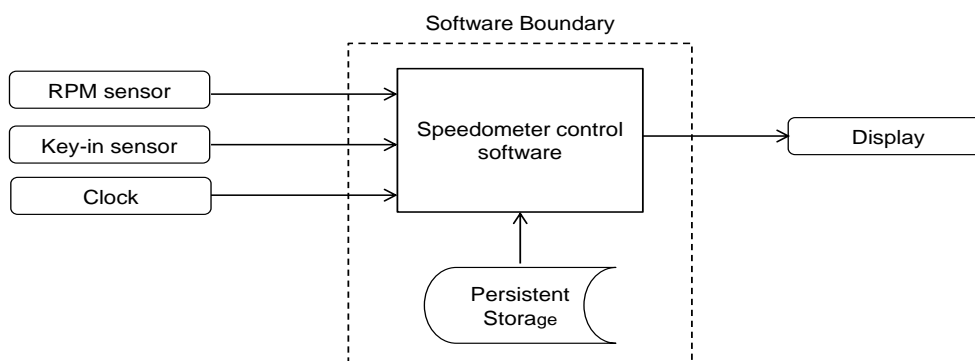 Software Boundary
RPM sensor
Key-in sensor
Clock
Speedometer control
software
Display
Persistent
Storage